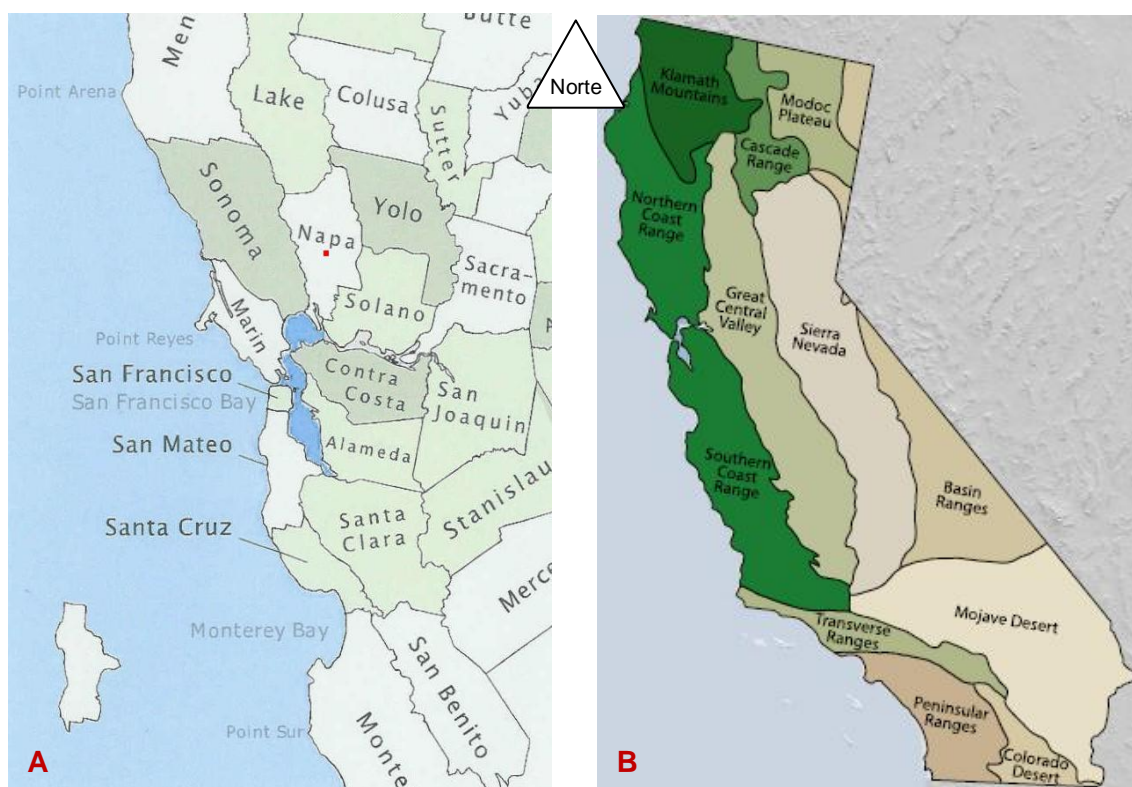 Butte
Norte
Men
Point Arena
Lake
Colusa
Sutter
Yuba
Sonoma
Napa
Yolo
Sacra-
mento
Solano
Marin
Point Reyes
San Francisco
San Francisco Bay
Contra
Costa
San
Joaquin
San Mateo
Alameda
Santa Cruz
Santa
Clara
Stanislau
Merce
Monterey Bay
San Benito
Point Sur
Monte
A
Klamath
Mountains
Modoc
Plateau
Cascade
Range
Northern
Coast
Range
Great
Central
Valley
Sierra
Nevada
Southern
Coast
Range
Basin
Ranges
Mojave Desert
Transverse
Ranges
Peninsular
Ranges
Colorado
Desert
B